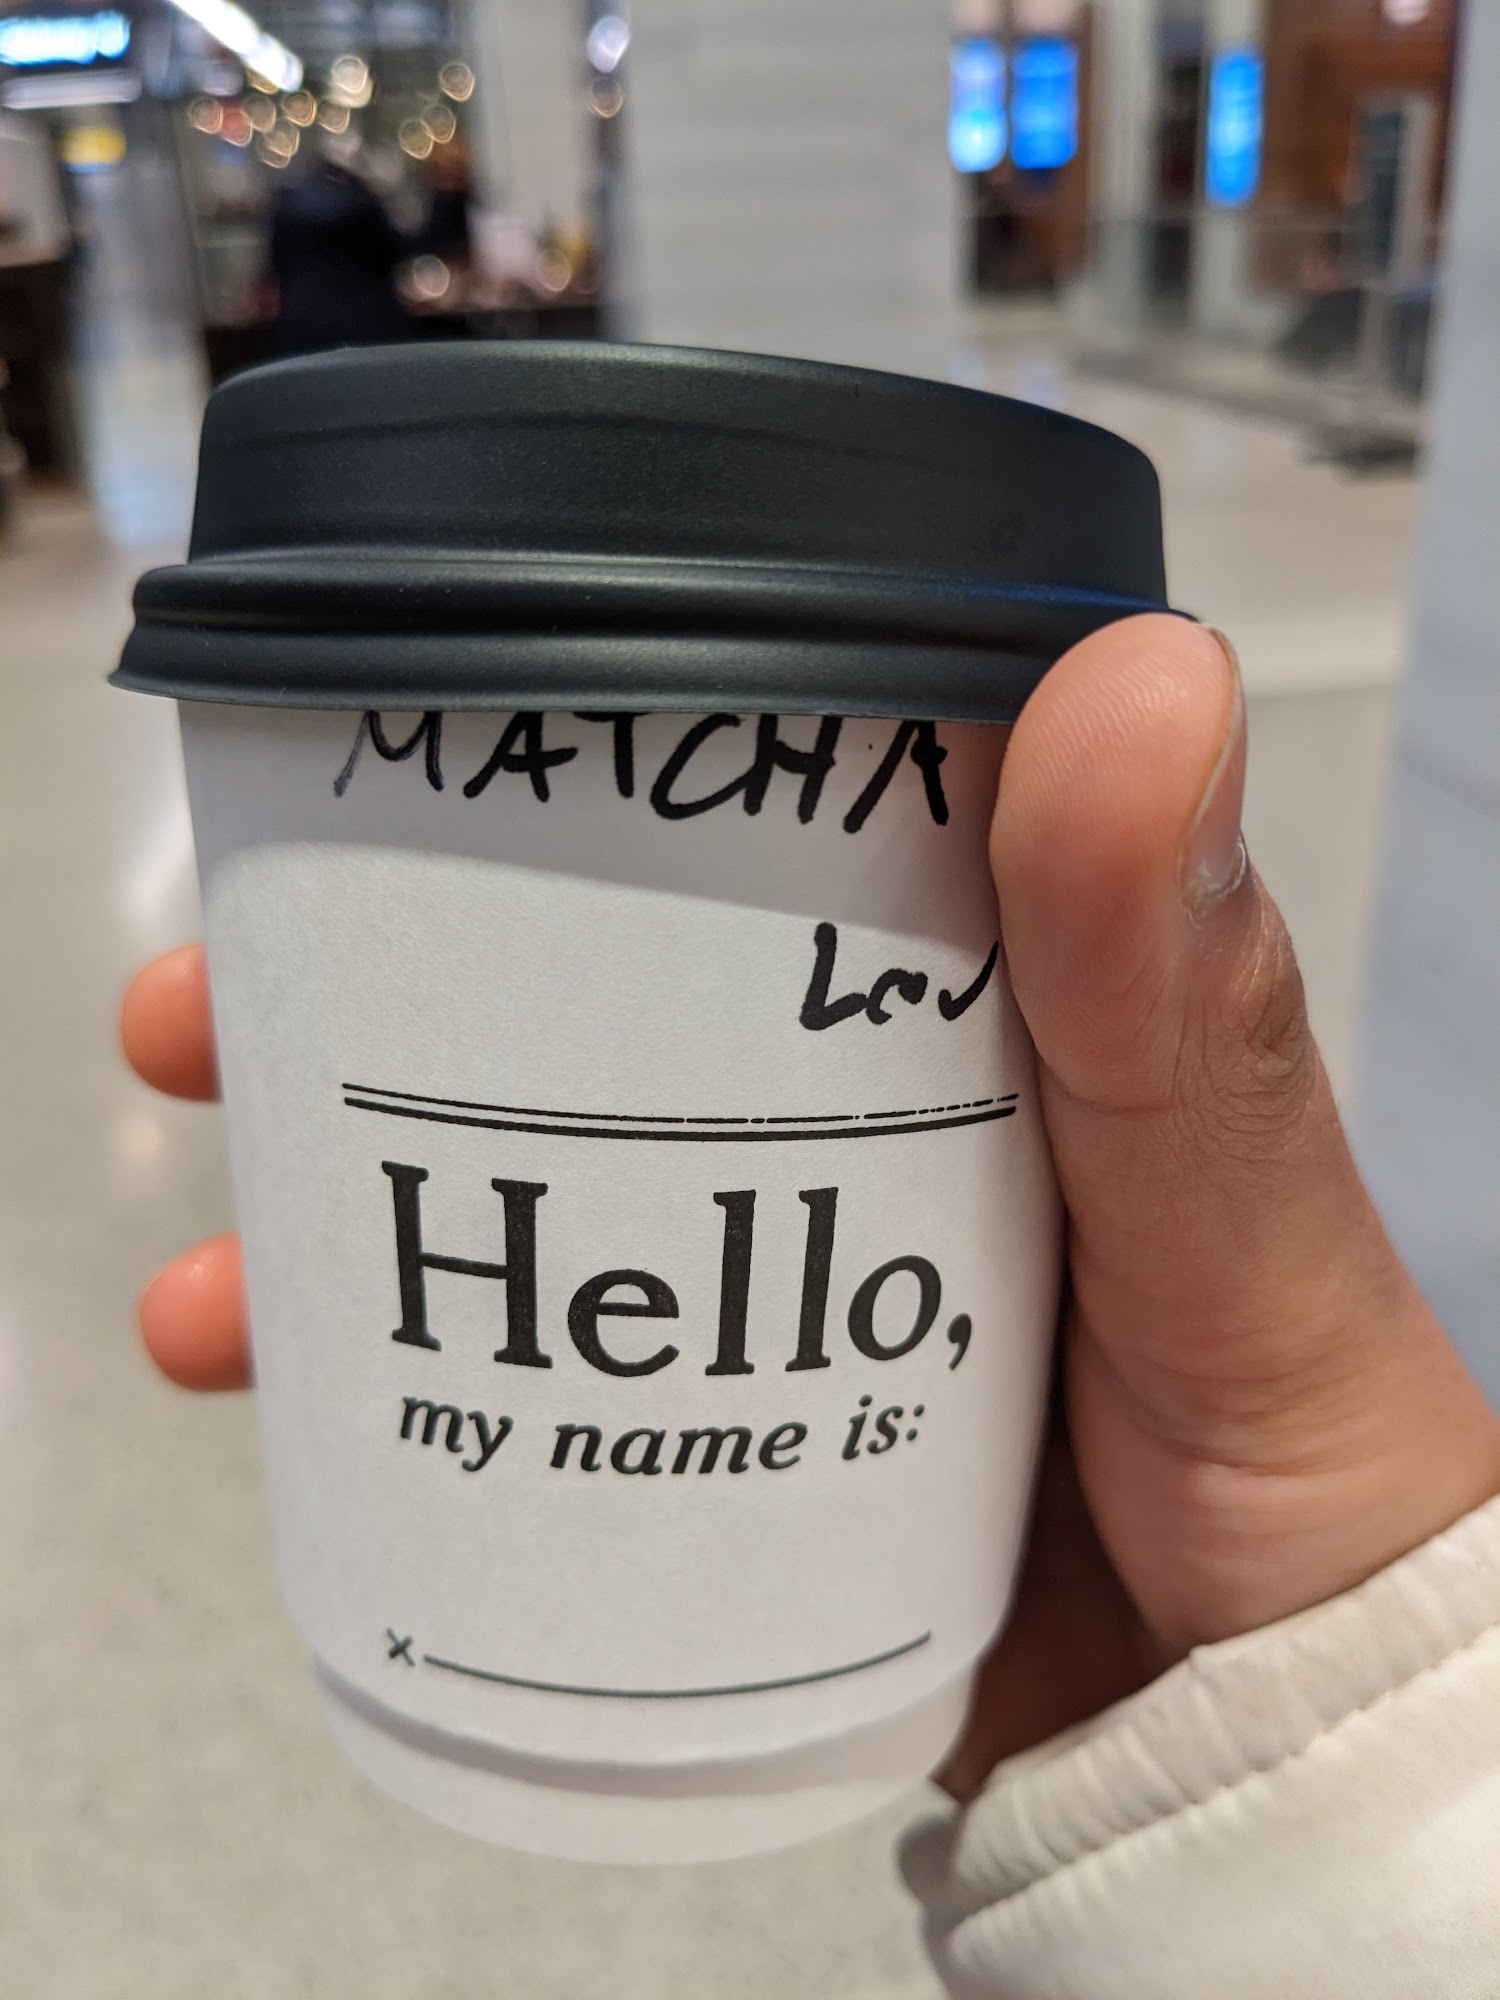 MATCHA
Hello,
my name is:
x